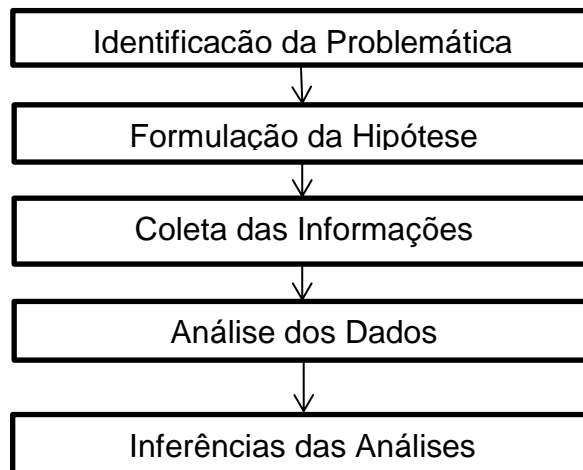 Identificacão da Problemática
Formulação da Hipótese
Coleta das Informações
Análise dos Dados
Inferências das Análises